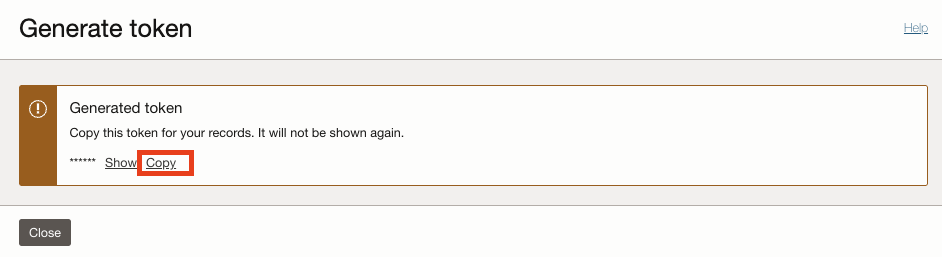 Generate token
Help
Generated token
Copy this token for your records. It will not be shown again.
****** Show Copy
Close